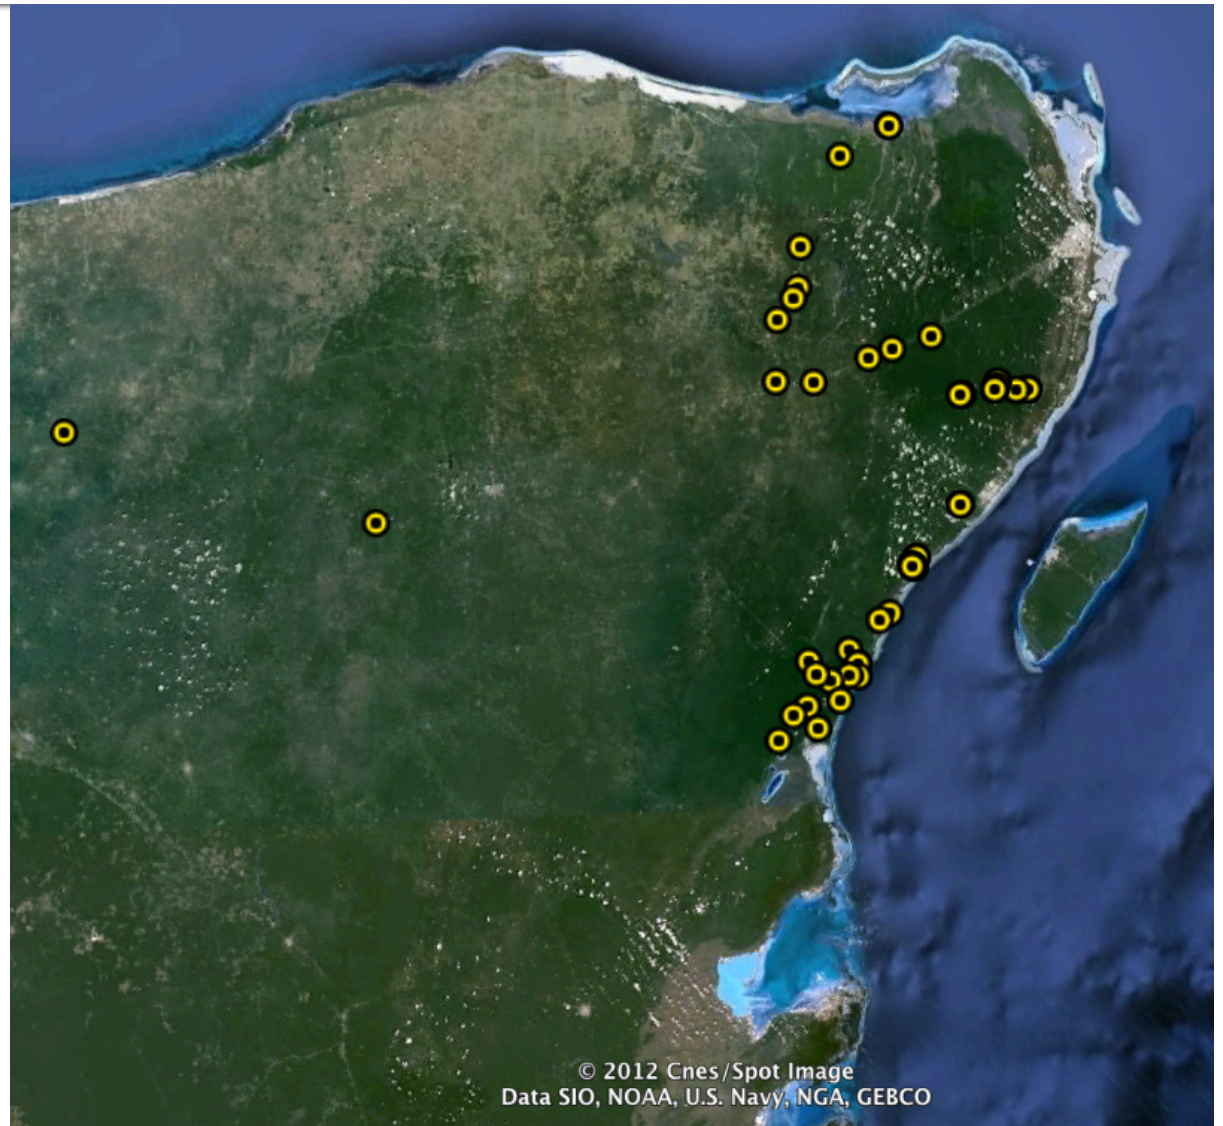 © 2012 Cnes/Spot Image
Data SIO, NOAA, U.S. Navy, NGA, GEBCO